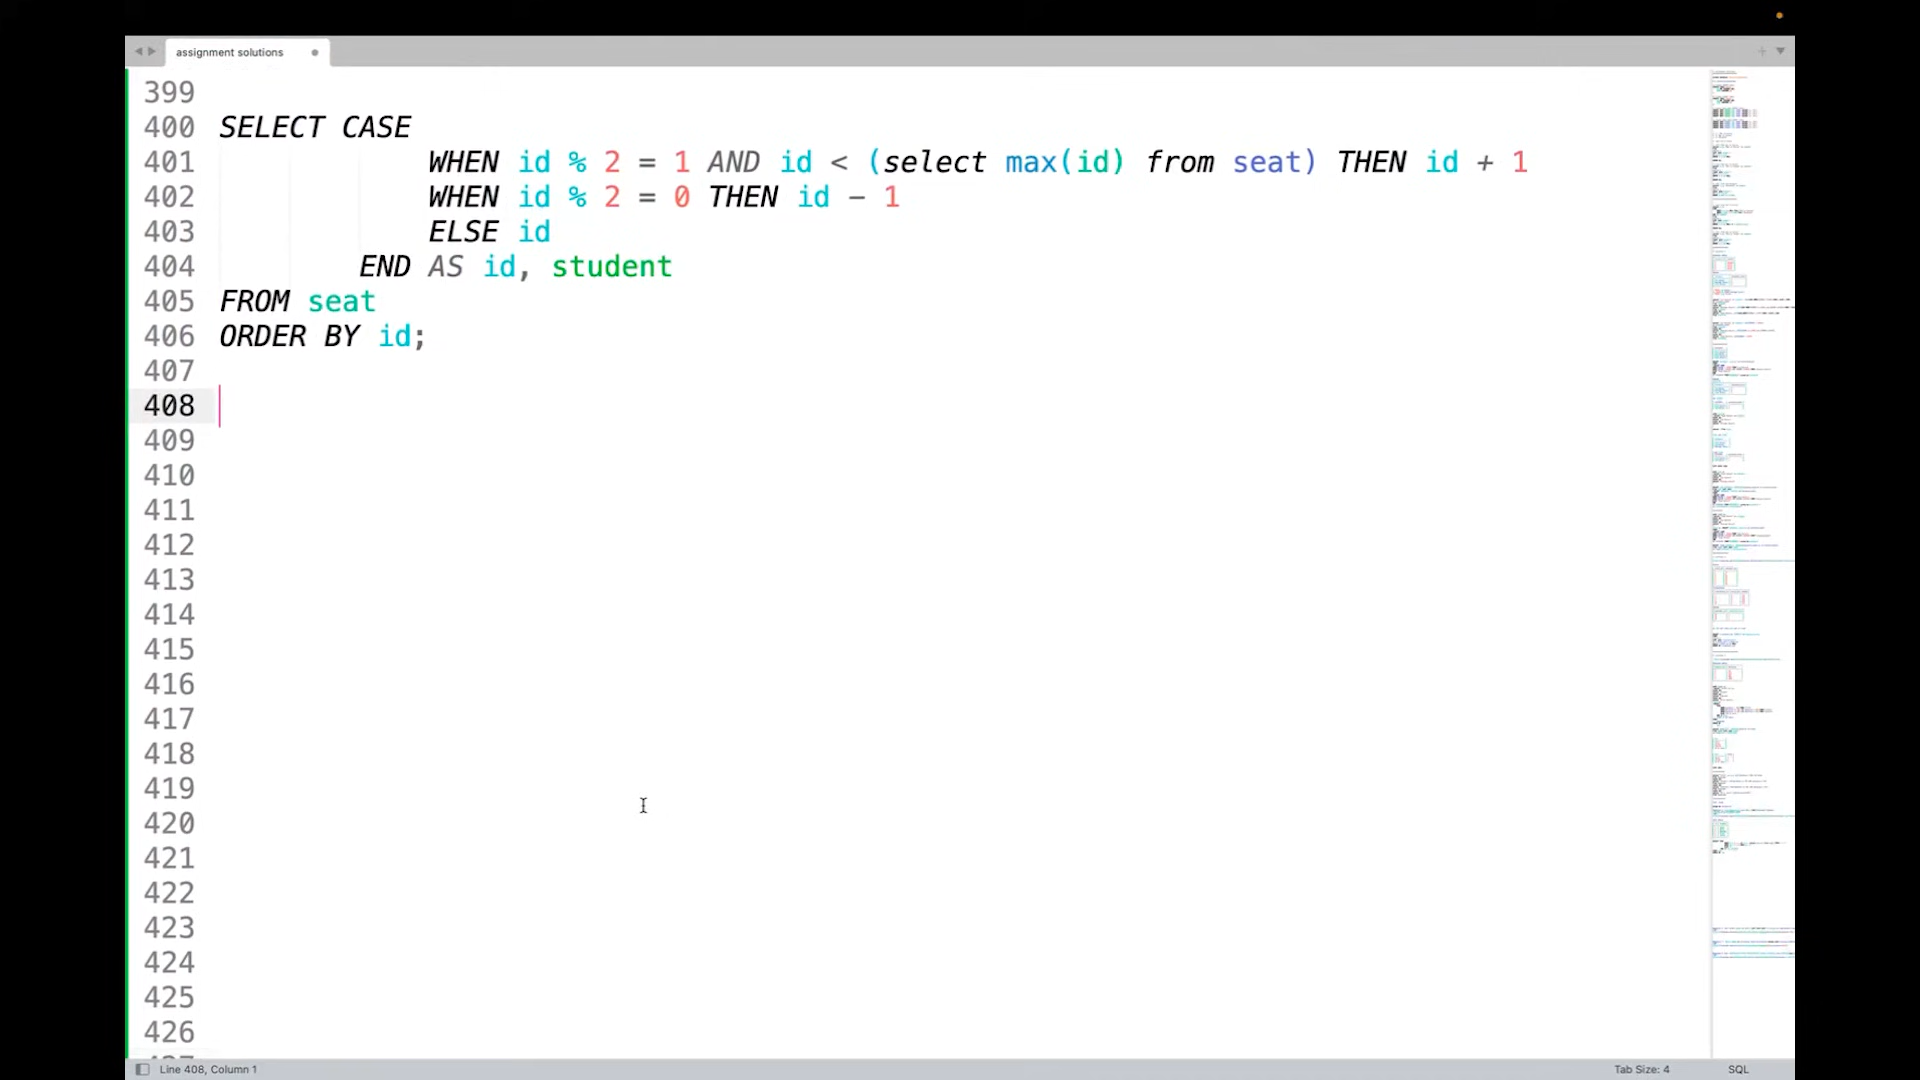 assignment solutions
399
400 SELECT CASE
401 WHEN id % 2 = 1 AND id < (select max(id) from seat) THEN id + 1
402 WHEN id % 2 = 0 THEN id - 1
403 ELSE id
404 END AS id, student
405 FROM seat
406 ORDER BY id;
407
408
409
410
411
412
413
414
415
416
417
418
419
420
421
422
423
424
425
426
Line 408, Column 1 Tab Size: 4 SQL